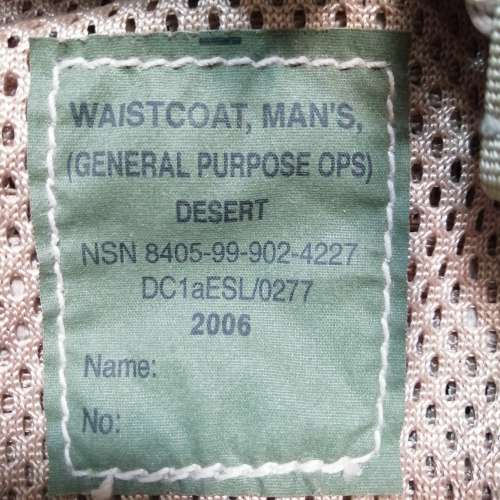 WAISTCOAT, MAN'S,
(GENERAL PURPOSE OPS)
DESERT
NSN 8405-99-902-4227
DC1aESL/0277
2006
Name:
No: